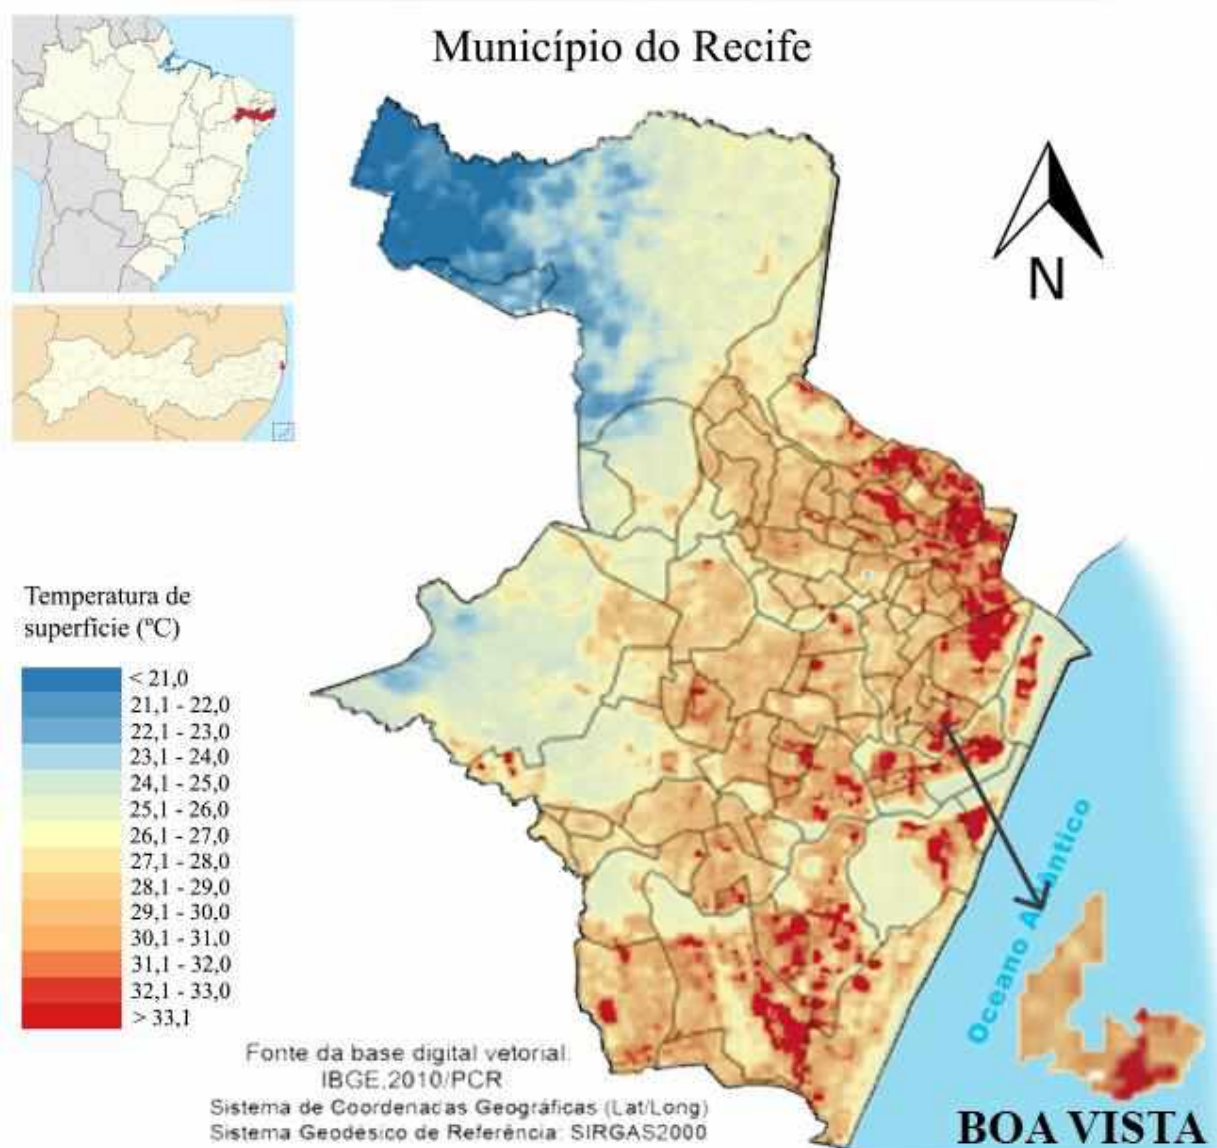 Município do Recife
N
Temperatura de
superfície (ºC)
< 21,0
21,1 - 22,0
22,1 - 23,0
23,1 - 24,0
24,1 - 25,0
25,1 - 26,0
26,1 - 27,0
27,1 - 28,0
28,1 - 29,0
29,1 - 30,0
30,1 - 31,0
31,1 - 32,0
32,1 - 33,0
> 33,1
Oceano Atlântico
Fonte da base digital vetorial:
IBGE,2010/PCR
Sistema de Coordenadas Geográficas (Lat/Long)
Sistema Geodésico de Referência: SIRGAS2000
BOA VISTA